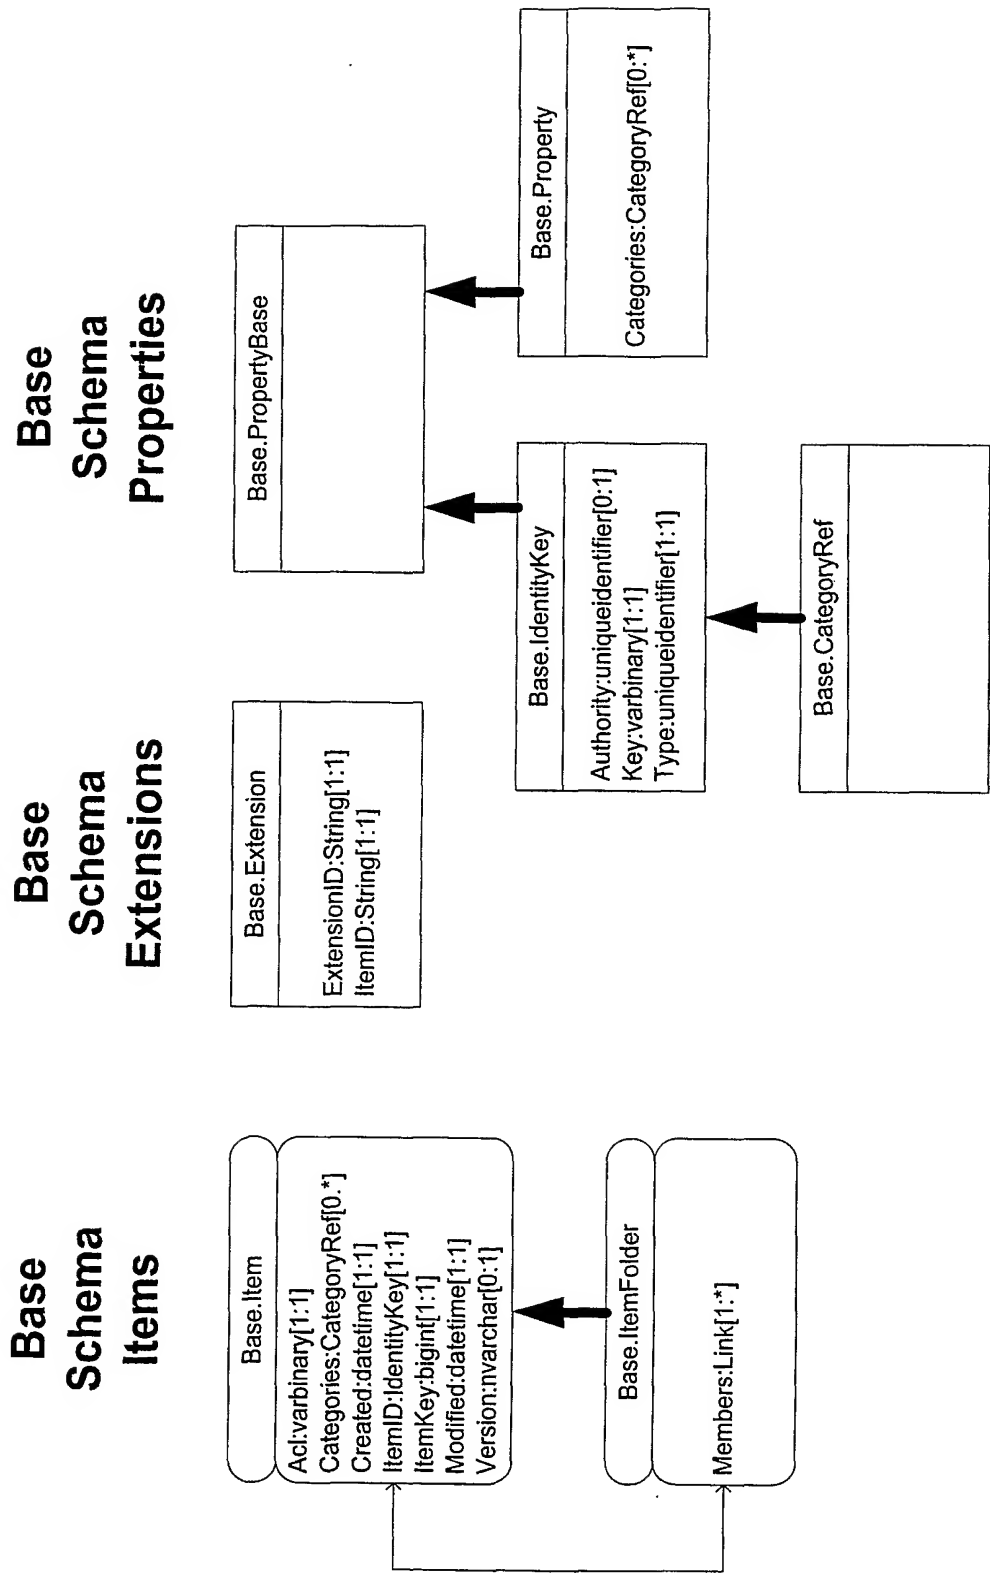 Base
Schema
Items
Base.Item
Acl:varbinary[1:1]
Categories:CategoryRef[0.*]
Created:datetime[1:1]
ItemID:IdentityKey[1:1]
ItemKey:bigint[1:1]
Modified:datetime[1:1]
Version:nvarchar[0:1]
Base.ItemFolder
Members:Link[1:*]
Base
Schema
Extensions
Base.Extension
ExtensionID:String[1:1]
ItemID:String[1:1]
Base
Schema
Properties
Base.PropertyBase
Base.IdentityKey
Authority:uniqueidentifier[0:1]
Key:varbinary[1:1]
Type:uniqueidentifier[1:1]
Base.Property
Categories:CategoryRef[0:*]
Base.CategoryRef